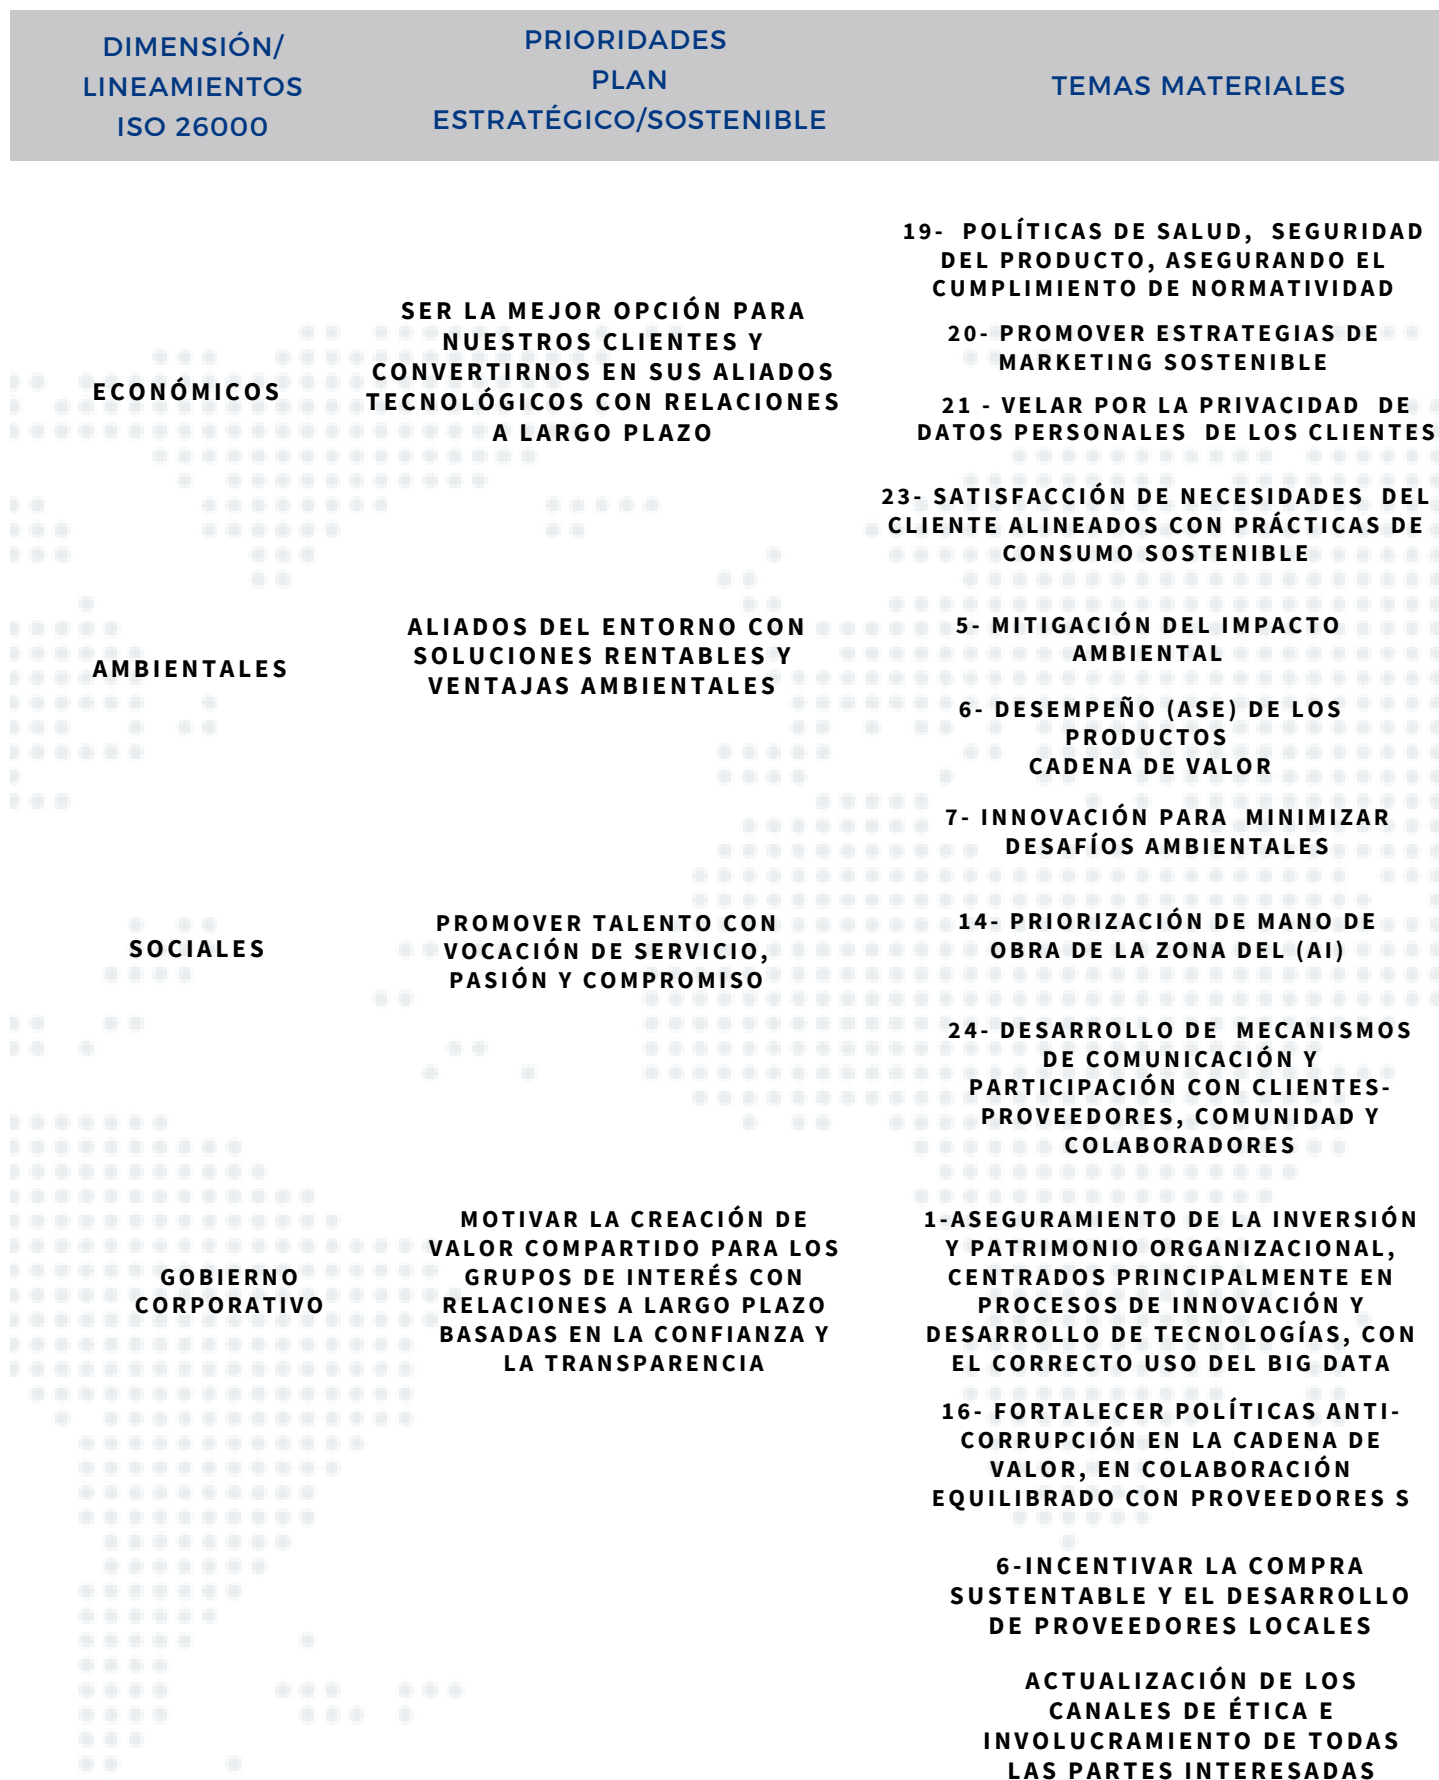 DIMENSIÓN/
LINEAMIENTOS
ISO 26000
PRIORIDADES
PLAN
ESTRATÉGICO/SOSTENIBLE
TEMAS MATERIALES
ECONÓMICOS
SER LA MEJOR OPCIÓN PARA
NUESTROS CLIENTES Y
CONVERTIRNOS EN SUS ALIADOS
TECNOLÓGICOS CON RELACIONES
A LARGO PLAZO
19- POLÍTICAS DE SALUD, SEGURIDAD
DEL PRODUCTO, ASEGURANDO EL
CUMPLIMIENTO DE NORMATIVIDAD
20- PROMOVER ESTRATEGIAS DE
MARKETING SOSTENIBLE
21 - VELAR POR LA PRIVACIDAD DE
DATOS PERSONALES DE LOS CLIENTES
23- SATISFACCIÓN DE NECESIDADES DEL
CLIENTE ALINEADOS CON PRÁCTICAS DE
CONSUMO SOSTENIBLE
AMBIENTALES
ALIADOS DEL ENTORNO CON
SOLUCIONES RENTABLES Y
VENTAJAS AMBIENTALES
5- MITIGACIÓN DEL IMPACTO
AMBIENTAL
6- DESEMPEÑO (ASE) DE LOS
PRODUCTOS
CADENA DE VALOR
7- INNOVACIÓN PARA MINIMIZAR
DESAFÍOS AMBIENTALES
SOCIALES
PROMOVER TALENTO CON
VOCACIÓN DE SERVICIO,
PASIÓN Y COMPROMISO
14- PRIORIZACIÓN DE MANO DE
OBRA DE LA ZONA DEL (AI)
24- DESARROLLO DE MECANISMOS
DE COMUNICACIÓN Y
PARTICIPACIÓN CON CLIENTES-
PROVEEDORES, COMUNIDAD Y
COLABORADORES
GOBIERNO
CORPORATIVO
MOTIVAR LA CREACIÓN DE
VALOR COMPARTIDO PARA LOS
GRUPOS DE INTERÉS CON
RELACIONES A LARGO PLAZO
BASADAS EN LA CONFIANZA Y
LA TRANSPARENCIA
1-ASEGURAMIENTO DE LA INVERSIÓN
Y PATRIMONIO ORGANIZACIONAL,
CENTRADOS PRINCIPALMENTE EN
PROCESOS DE INNOVACIÓN Y
DESARROLLO DE TECNOLOGÍAS, CON
EL CORRECTO USO DEL BIG DATA
16- FORTALECER POLÍTICAS ANTI-
CORRUPCIÓN EN LA CADENA DE
VALOR, EN COLABORACIÓN
EQUILIBRADO CON PROVEEDORES S
6-INCENTIVAR LA COMPRA
SUSTENTABLE Y EL DESARROLLO
DE PROVEEDORES LOCALES
ACTUALIZACIÓN DE LOS
CANALES DE ÉTICA E
INVOLUCRAMIENTO DE TODAS
LAS PARTES INTERESADAS